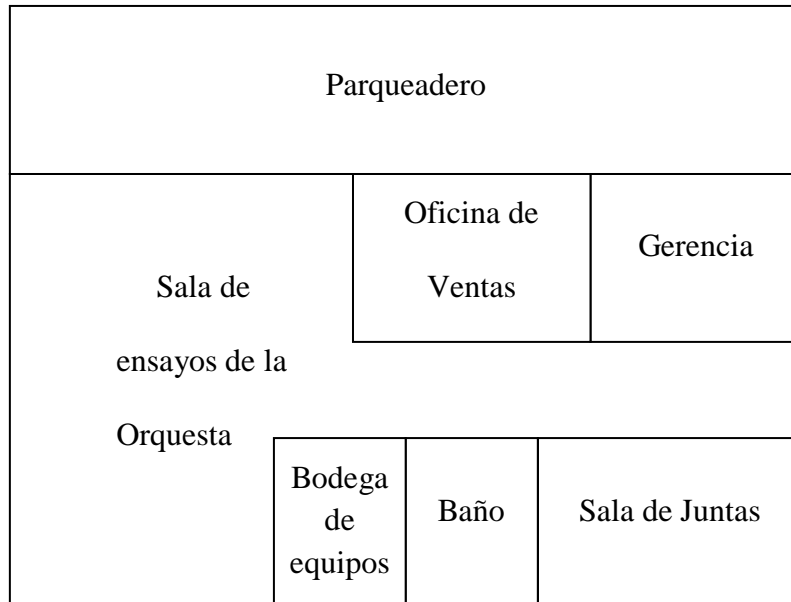 Parqueadero
Oficina de
Ventas
Gerencia
Sala de
ensayos de la
Orquesta
Bodega
de
equipos
Baño
Sala de Juntas